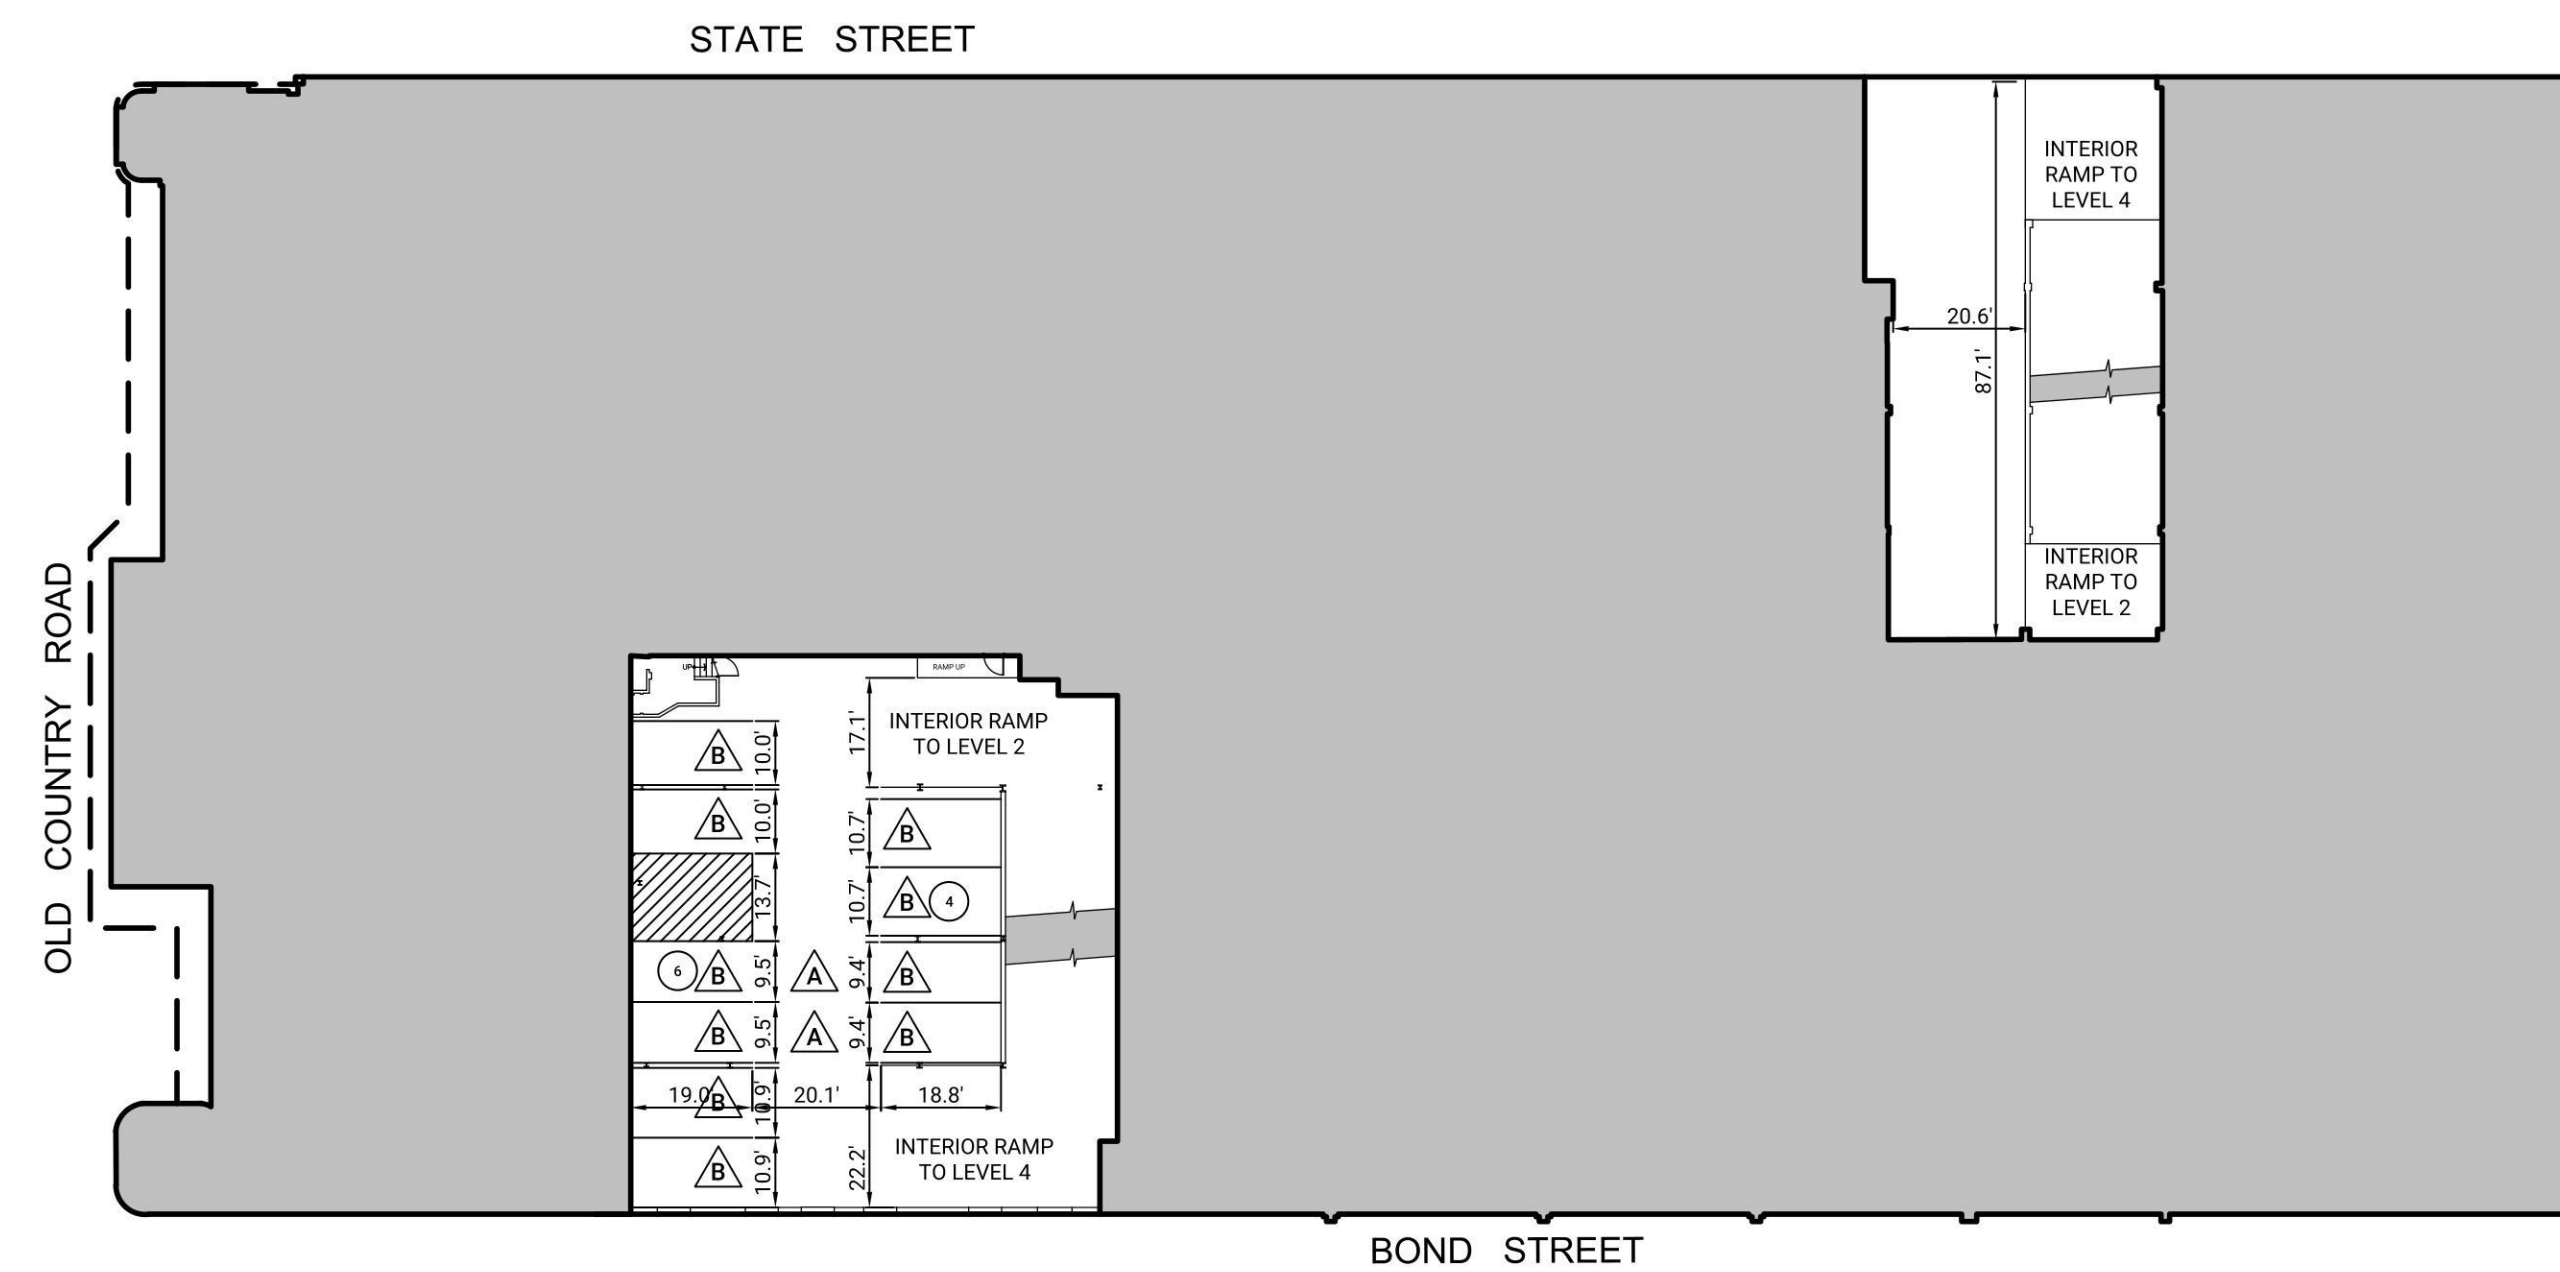 STATE STREET
INTERIOR
RAMP TO
LEVEL 4
20.6'
87.1'
INTERIOR
RAMP TO
LEVEL 2
OLD COUNTRY ROAD
UP
RAMP UP
17.1'
INTERIOR RAMP
TO LEVEL 2
B
10.0'
B
10.0'
10.7'
B
13.7'
10.7'
B
4
6
B
9.5'
A
9.4'
B
B
9.5'
A
9.4'
B
19.0'
B
10.9'
20.1'
18.8'
B
10.9'
22.2'
INTERIOR RAMP
TO LEVEL 4
BOND STREET